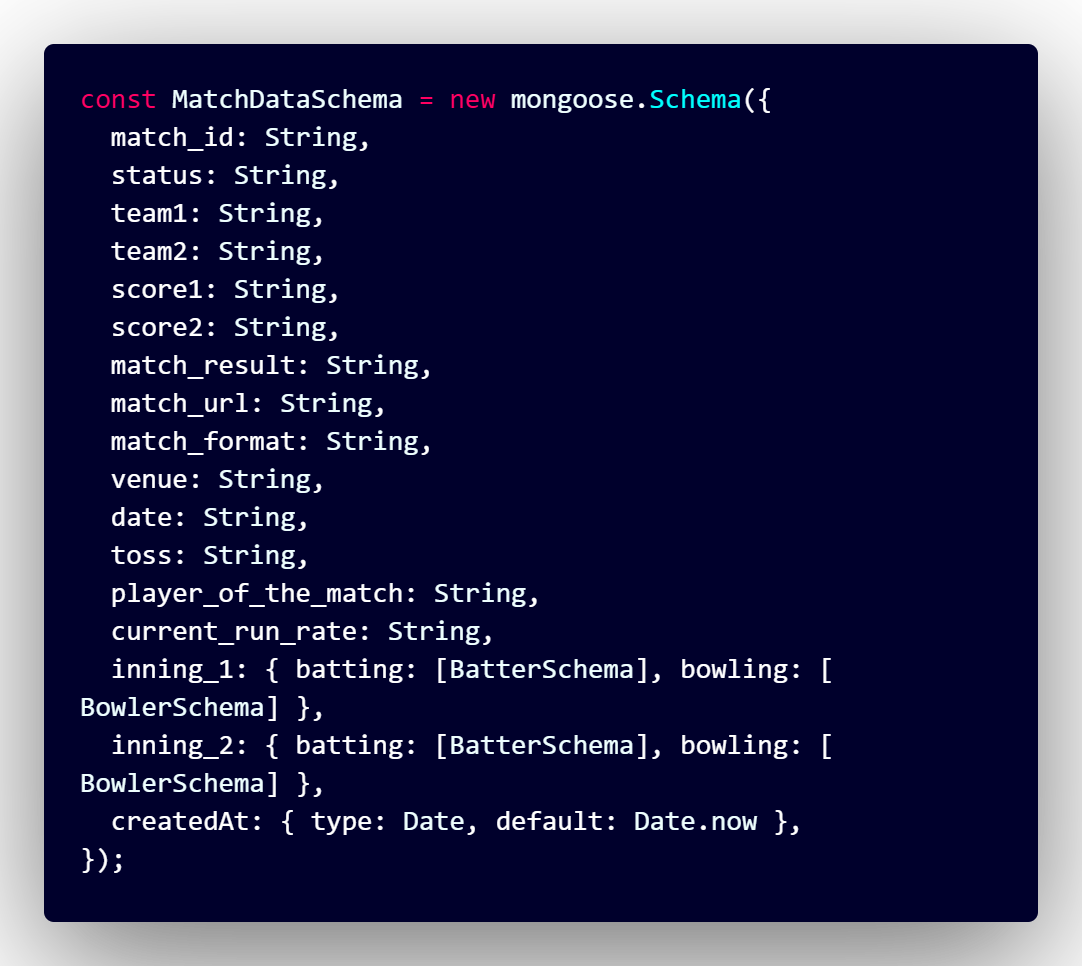 const MatchDataSchema = new mongoose.Schema({
  match_id: String,
  status: String,
  team1: String,
  team2: String,
  score1: String,
  score2: String,
  match_result: String,
  match_url: String,
  match_format: String,
  venue: String,
  date: String,
  toss: String,
  player_of_the_match: String,
  current_run_rate: String,
  inning_1: { batting: [BatterSchema], bowling: [
BowlerSchema] },
  inning_2: { batting: [BatterSchema], bowling: [
BowlerSchema] },
  createdAt: { type: Date, default: Date.now },
});